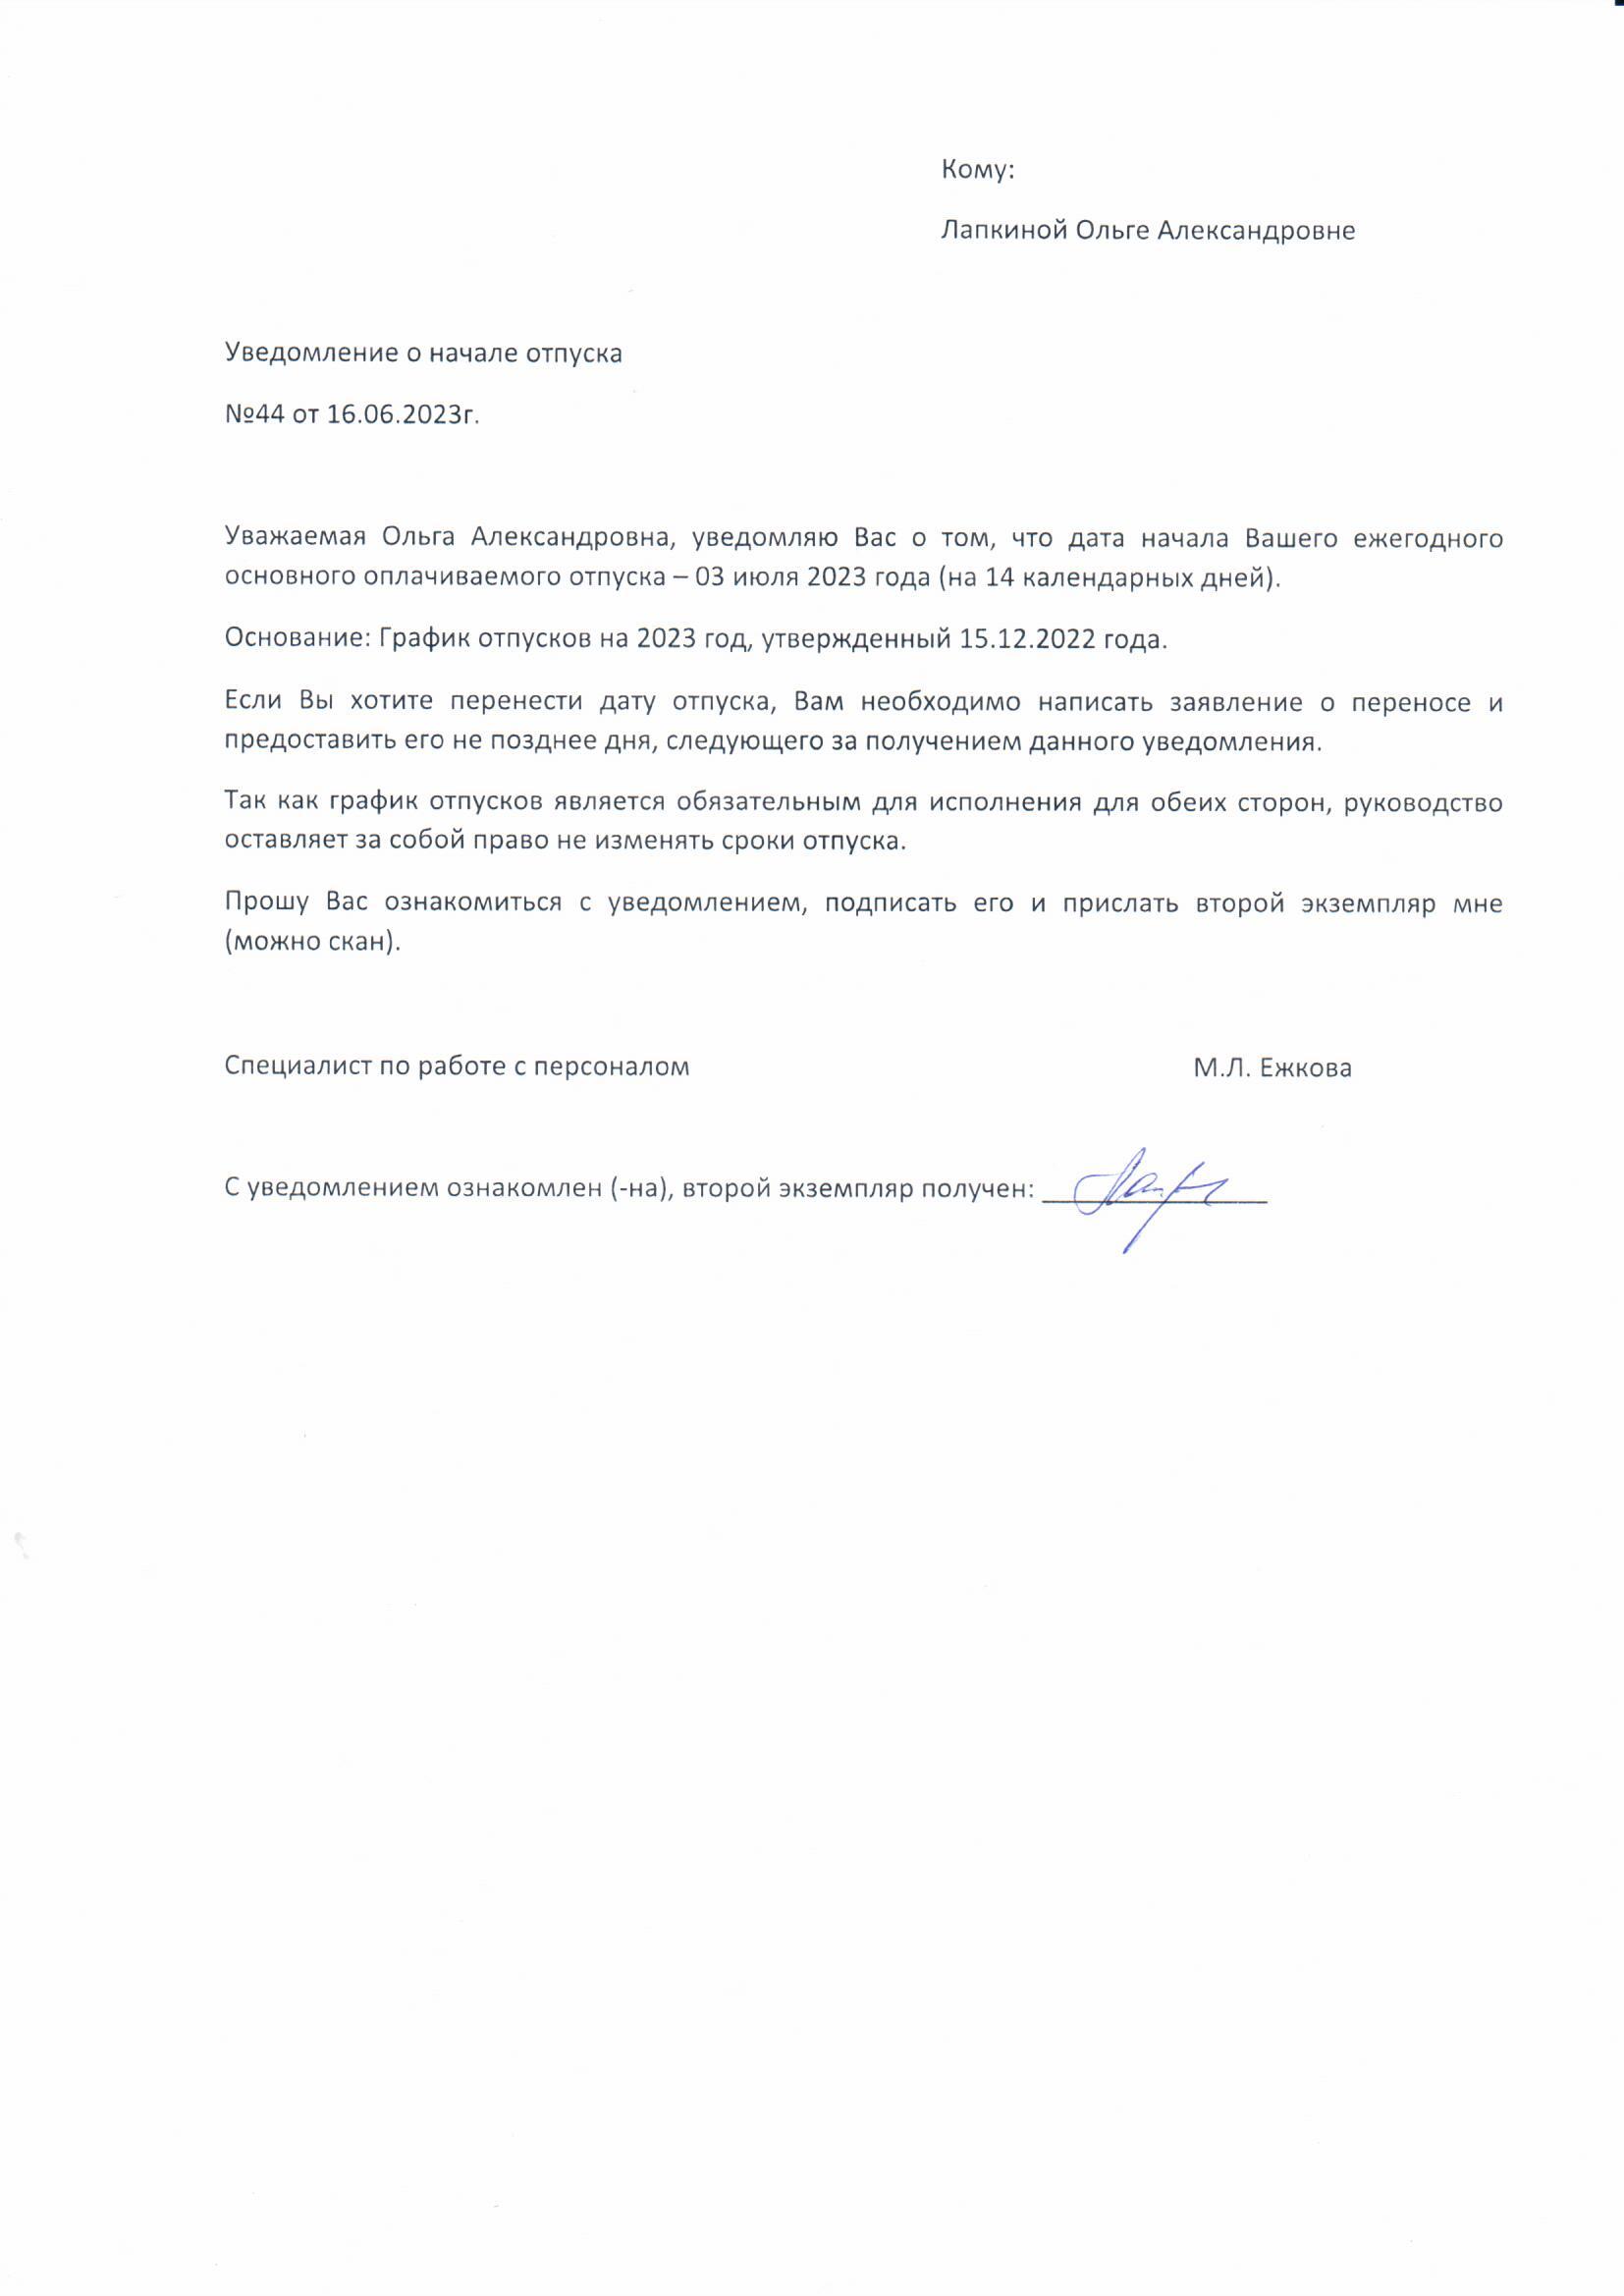 Кому:
Лапкиной Ольге Александровне
Уведомление о начале отпуска
№44 от 16.06.2023г.
Уважаемая Ольга Александровна, уведомляю Вас о том, что дата начала Вашего ежегодного
основного оплачиваемого отпуска – 03 июля 2023 года (на 14 календарных дней).
Основание: График отпусков на 2023 год, утвержденный 15.12.2022 года.
Если Вы хотите перенести дату отпуска, Вам необходимо написать заявление о переносе и
предоставить его не позднее дня, следующего за получением данного уведомления.
Так как график отпусков является обязательным для исполнения для обеих сторон, руководство
оставляет за собой право не изменять сроки отпуска.
Прошу Вас ознакомиться с уведомлением, подписать его и прислать второй экземпляр мне
(можно скан).
Специалист по работе с персоналом М.Л. Ежкова
С уведомлением ознакомлен (-на), второй экземпляр получен: